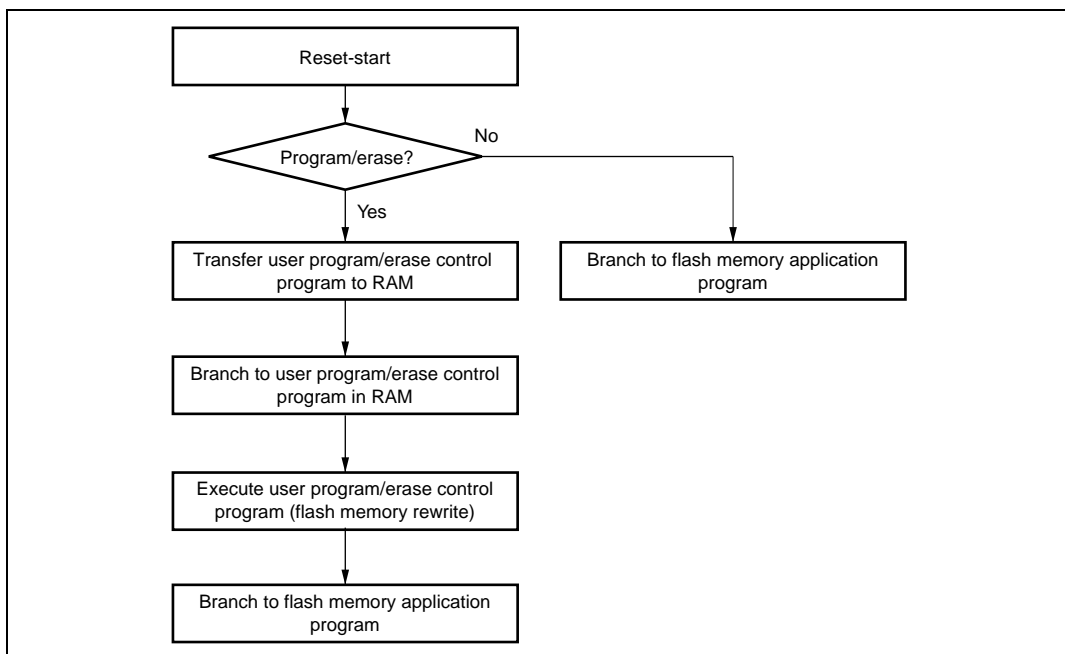 Reset-start
Program/erase?
No
Yes
Transfer user program/erase control
program to RAM
Branch to flash memory application
program
Branch to user program/erase control
program in RAM
Execute user program/erase control
program (flash memory rewrite)
Branch to flash memory application
program